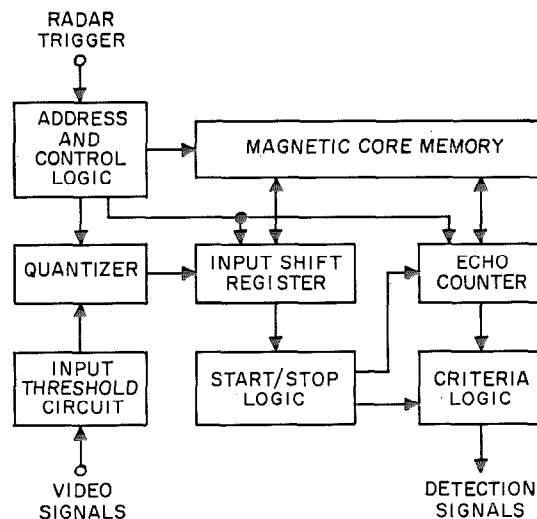 RADAR
TRIGGER
ADDRESS
AND
CONTROL
LOGIC
MAGNETIC CORE MEMORY
QUANTIZER
INPUT SHIFT
REGISTER
ECHO
COUNTER
INPUT
THRESHOLD
CIRCUIT
START/STOP
LOGIC
CRITERIA
LOGIC
VIDEO
SIGNALS
DETECTION
SIGNALS